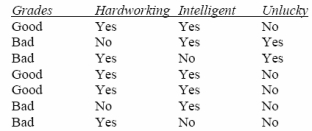 Grades Hardworking Intelligent Unlucky
Good Yes Yes No
Bad No Yes Yes
Bad Yes No Yes
Good Yes Yes No
Good Yes Yes No
Bad No Yes No
Bad Yes No No